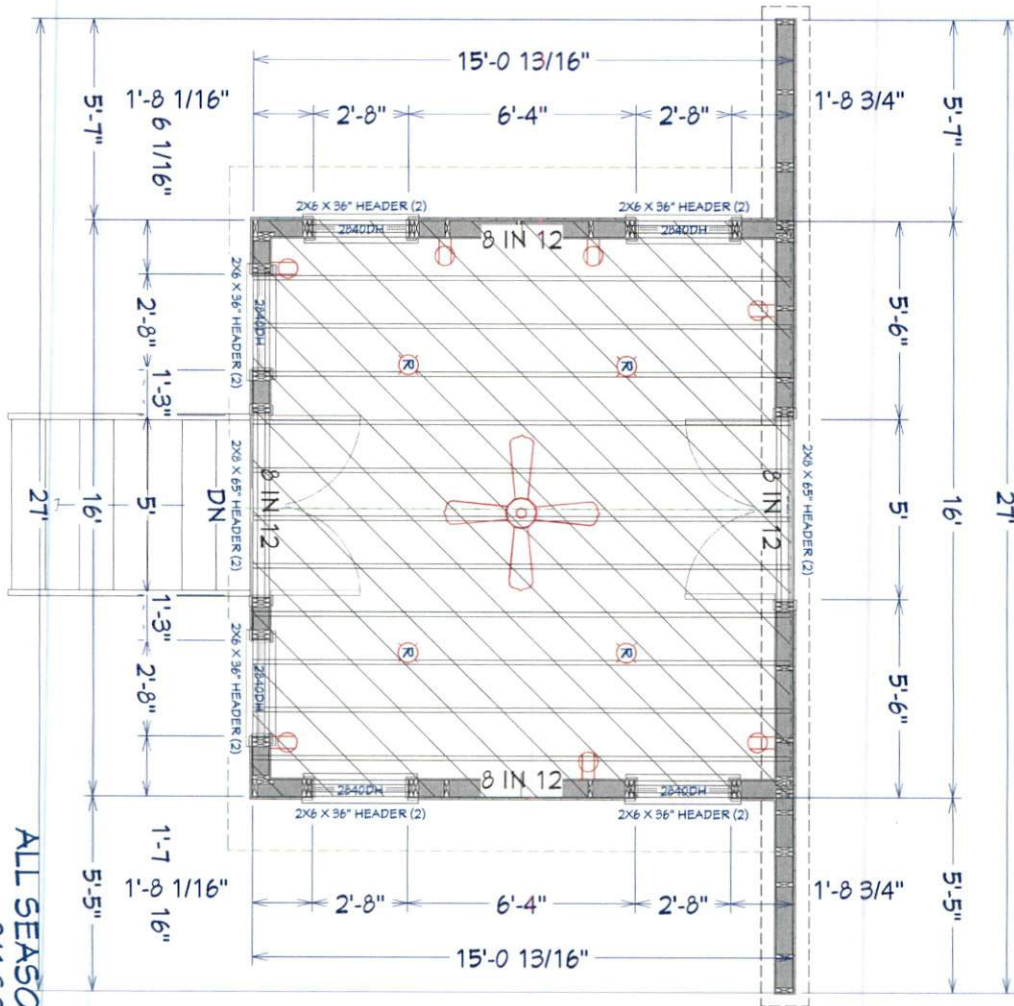 27'
5'-7"
16'
5'-5"
5'-6"
5'
5'-6"
15'-0 13/16"
1'-8 1/16"
2'-8"
6'-4"
2'-8"
1'-8 3/4"
2X6 X 36" HEADER (2)
2X6 X 36" HEADER (2)
2840DH
2840DH
8 IN 12
2X8 X 65" HEADER (2)
8 IN 12
R
R
R
R
8 IN 12
2X6 X 36" HEADER (2)
2840DH
2X8 X 65" HEADER (2)
2X6 X 36" HEADER (2)
2840DH
DN
8 IN 12
2840DH
2840DH
2X6 X 36" HEADER (2)
2X6 X 36" HEADER (2)
6 1/16"
2'-8"
1'-3"
5'
1'-3"
2'-8"
1'-7
16"
5'-7"
16'
5'-5"
27'
1'-8 1/16"
2'-8"
6'-4"
2'-8"
1'-8 3/4"
15'-0 13/16"
ALL SEASO